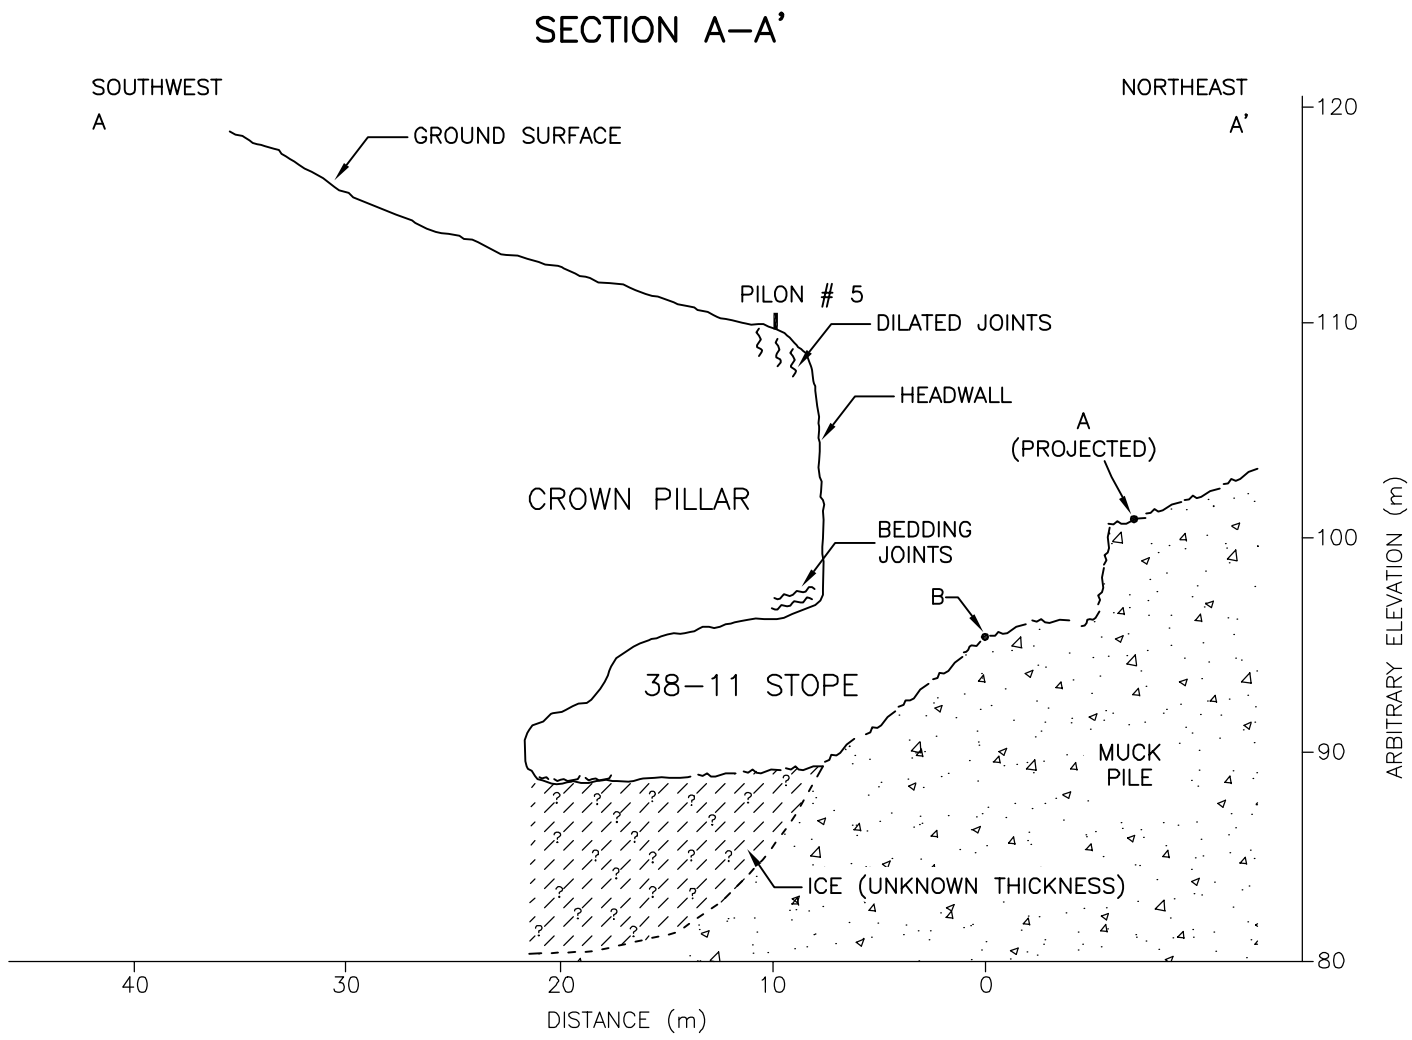 SECTION A–A'
SOUTHWEST
NORTHEAST
A
A'
120
GROUND SURFACE
PILON # 5
DILATED JOINTS
110
HEADWALL
A
(PROJECTED)
CROWN PILLAR
BEDDING
JOINTS
100
ARBITRARY ELEVATION (m)
B
38–11 STOPE
MUCK
PILE
90
? ? ? ? ? ? ? ? ? ? ? ? ? ? ? ? ? ? ?
ICE (UNKNOWN THICKNESS)
80
40 30 20 10 0
DISTANCE (m)